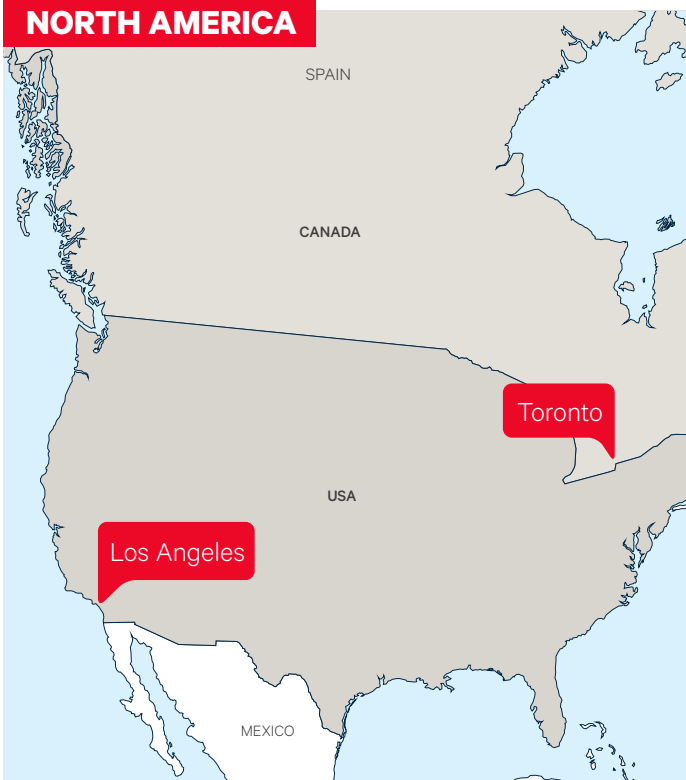 NORTH AMERICA
SPAIN
CANADA
Toronto
USA
Los Angeles
MEXICO